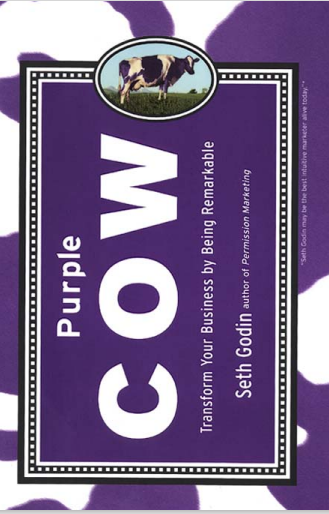 "Seth Godin may be the best intuitive marketer alive today."*
Purple
COW
Transform Your Business by Being Remarkable
Seth Godin author of Permission Marketing